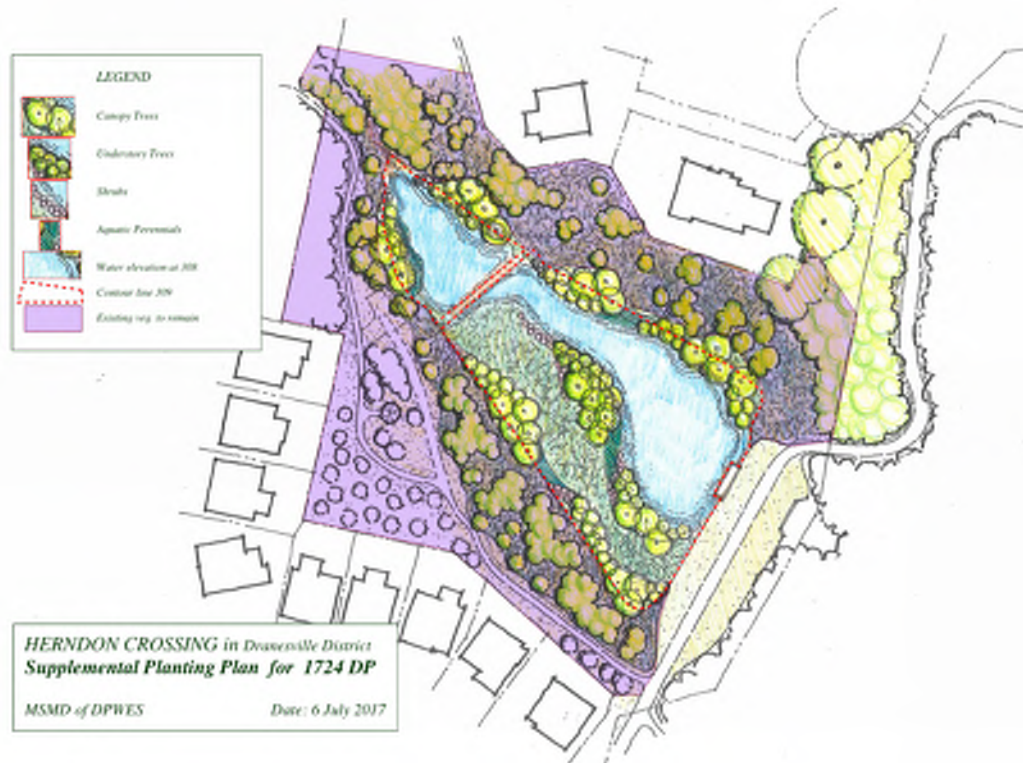 LEGEND
Canopy Trees
Understory Trees
Shrubs
Aquatic Perennials
Water elevation at 308
Contour line 309
Existing veg. to remain
HERNDON CROSSING in Dranesville District
Supplemental Planting Plan for 1724 DP
MSMD of DPWES Date: 6 July 2017